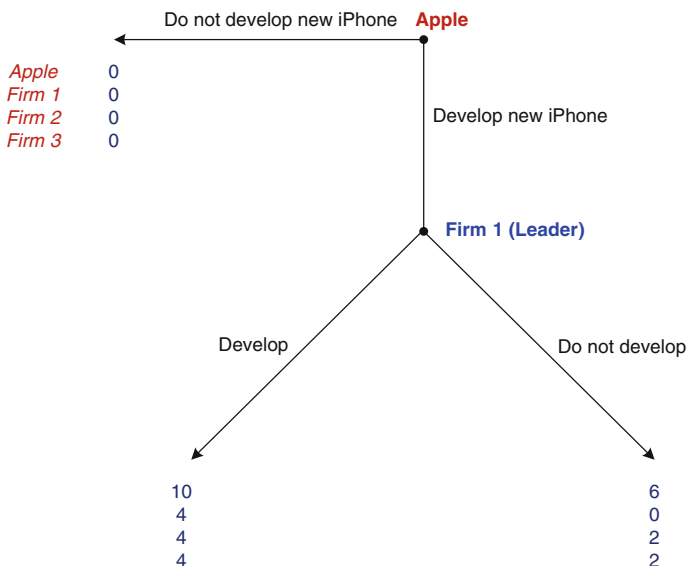 Do not develop new iPhone Apple
Apple 0
Firm 1 0
Firm 2 0
Firm 3 0
Develop new iPhone
Firm 1 (Leader)
Develop
Do not develop
10 6
4 0
4 2
4 2